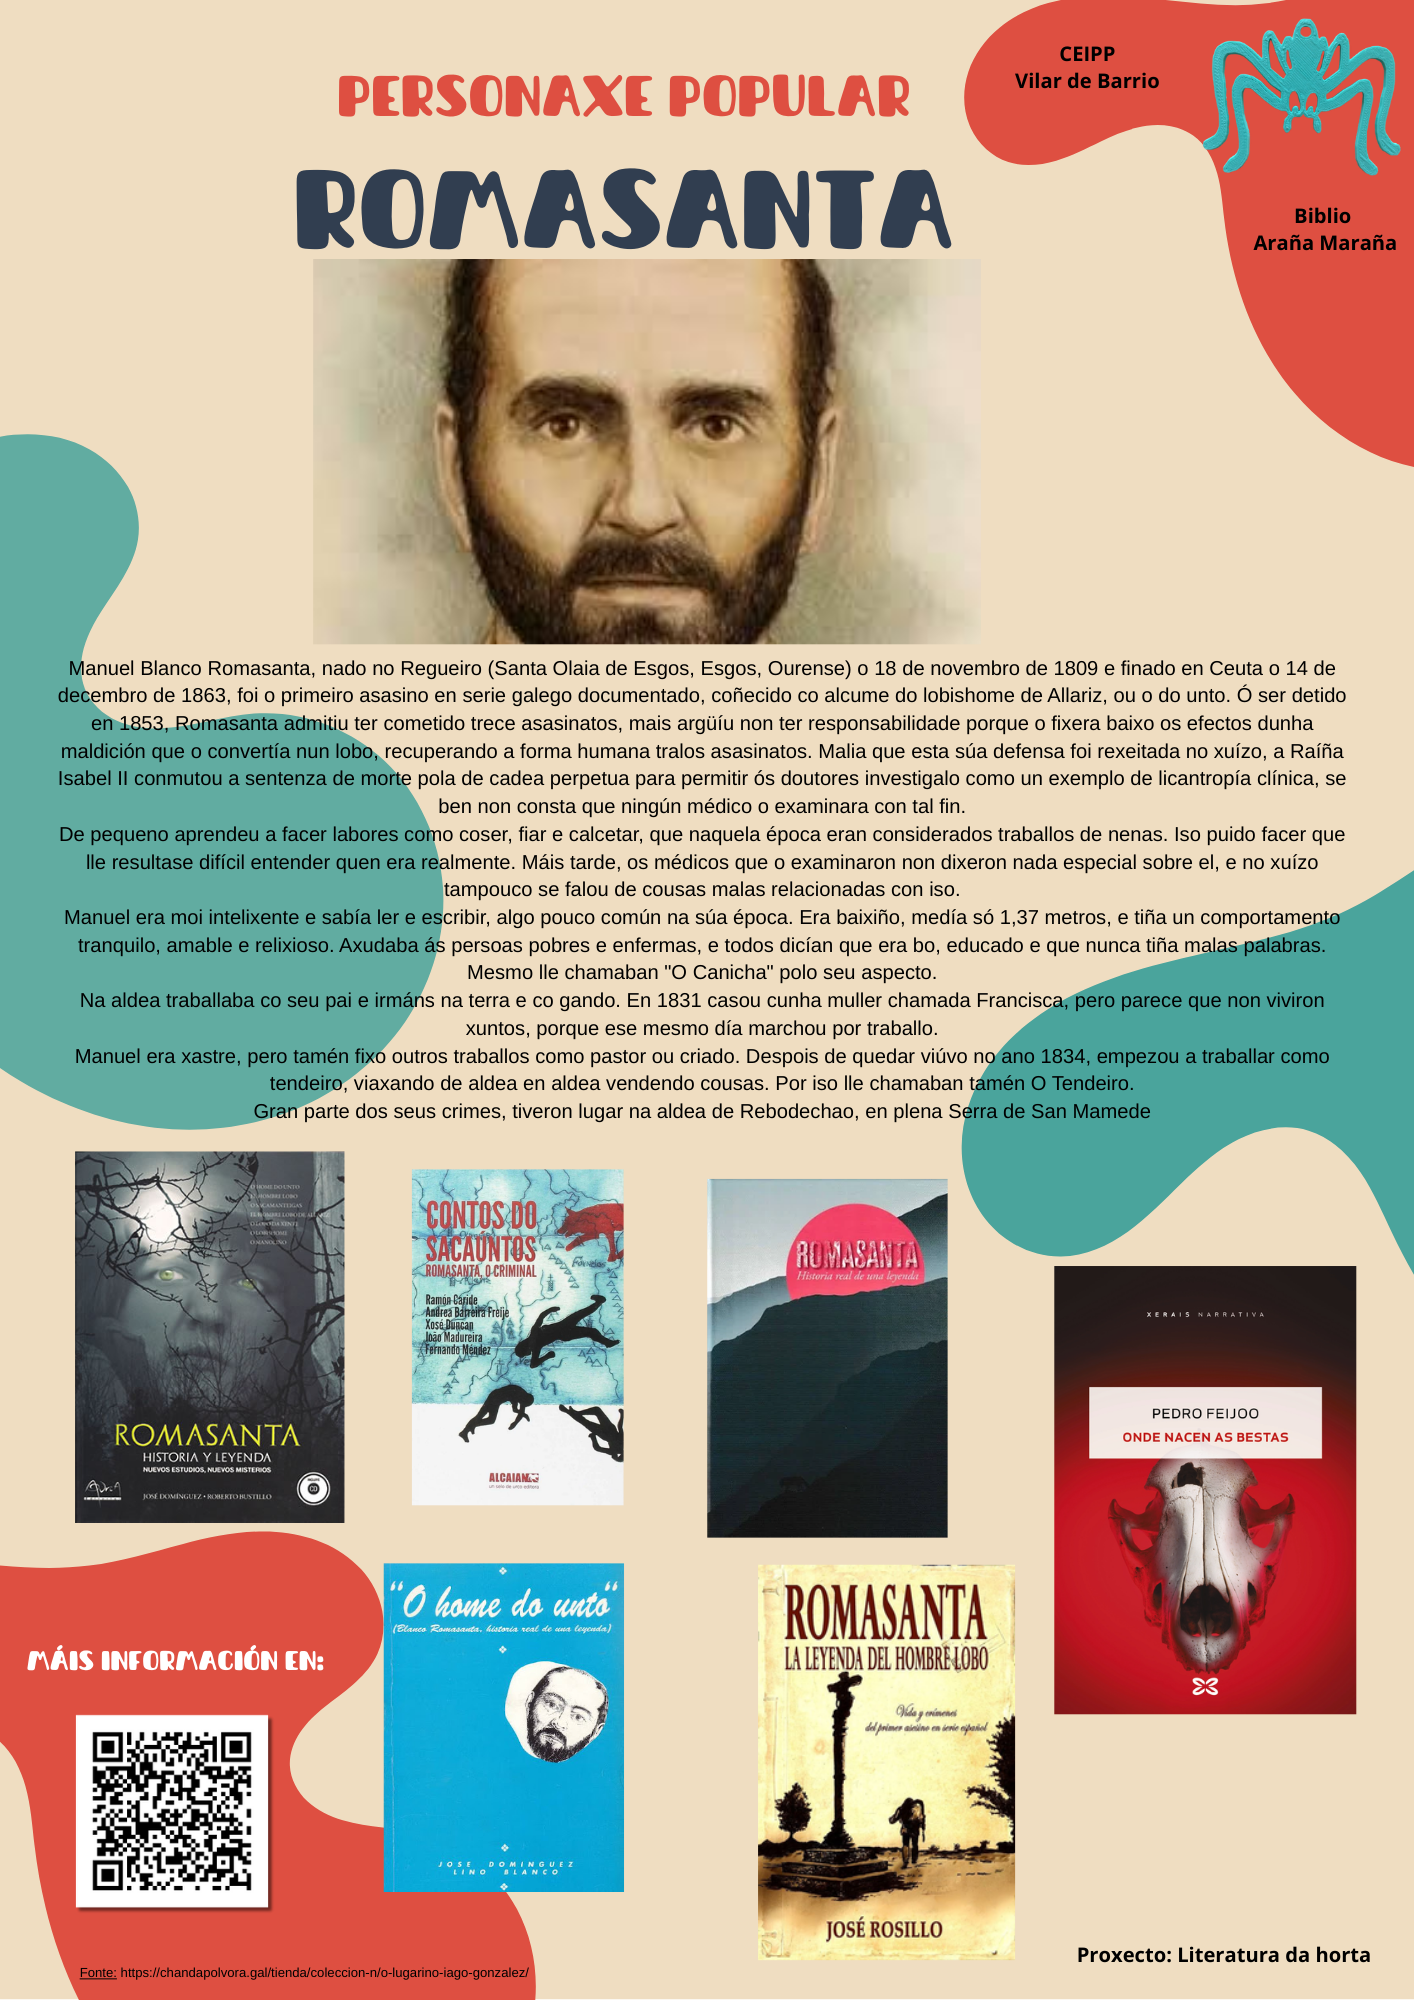 CEIPP
Vilar de Barrio
PERSONAXE POPULAR
ROMASANTA
Biblio
Araña Maraña
Manuel Blanco Romasanta, nado no Regueiro (Santa Olaia de Esgos, Esgos, Ourense) o 18 de novembro de 1809 e finado en Ceuta o 14 de
decembro de 1863, foi o primeiro asasino en serie galego documentado, coñecido co alcume do lobishome de Allariz, ou o do unto. Ó ser detido
en 1853, Romasanta admitiu ter cometido trece asasinatos, mais argüíu non ter responsabilidade porque o fixera baixo os efectos dunha
maldición que o convertía nun lobo, recuperando a forma humana tralos asasinatos. Malia que esta súa defensa foi rexeitada no xuízo, a Raíña
Isabel II conmutou a sentenza de morte pola de cadea perpetua para permitir ós doutores investigalo como un exemplo de licantropía clínica, se
ben non consta que ningún médico o examinara con tal fin.
De pequeno aprendeu a facer labores como coser, fiar e calcetar, que naquela época eran considerados traballos de nenas. Iso puido facer que
lle resultase difícil entender quen era realmente. Máis tarde, os médicos que o examinaron non dixeron nada especial sobre el, e no xuízo
tampouco se falou de cousas malas relacionadas con iso.
Manuel era moi intelixente e sabía ler e escribir, algo pouco común na súa época. Era baixiño, medía só 1,37 metros, e tiña un comportamento
tranquilo, amable e relixioso. Axudaba ás persoas pobres e enfermas, e todos dicían que era bo, educado e que nunca tiña malas palabras.
Mesmo lle chamaban "O Canicha" polo seu aspecto.
Na aldea traballaba co seu pai e irmáns na terra e co gando. En 1831 casou cunha muller chamada Francisca, pero parece que non viviron
xuntos, porque ese mesmo día marchou por traballo.
Manuel era xastre, pero tamén fixo outros traballos como pastor ou criado. Despois de quedar viúvo no ano 1834, empezou a traballar como
tendeiro, viaxando de aldea en aldea vendendo cousas. Por iso lle chamaban tamén O Tendeiro.
Gran parte dos seus crimes, tiveron lugar na aldea de Rebodechao, en plena Serra de San Mamede
O HOME DO UNTO
EL HOMBRE LOBO
O SACAMANTEIGAS
ROMASANTA
HISTORIA Y LEYENDA
NUEVOS ESTUDIOS, NUEVOS MISTERIOS
JOSÉ DOMÍNGUEZ • ROBERTO BUSTILLO
INCLUYE
CD
CONTOS DO
SACAÚNTOS
ROMASANTA, O CRIMINAL
Ramón Caride
Andrea Barreira Freije
Xosé Duncan
João Madureira
Fernando Méndez
ALCAIAN
un selo de urco editora
ROMASANTA
Historia real de una leyenda
XERAIS NARRATIVA
PEDRO FEIJOO
ONDE NACEN AS BESTAS
"O home do unto"
(Blanco Romasanta, historia real de una leyenda)
JOSE DOMINGUEZ
LINO BLANCO
ROMASANTA
LA LEYENDA DEL HOMBRE LOBO
Vida y crímenes
del primer asesino en serie español
JOSÉ ROSILLO
MÁIS INFORMACIÓN EN:
Fonte: https://chandapolvora.gal/tienda/coleccion-n/o-lugarino-iago-gonzalez/
Proxecto: Literatura da horta